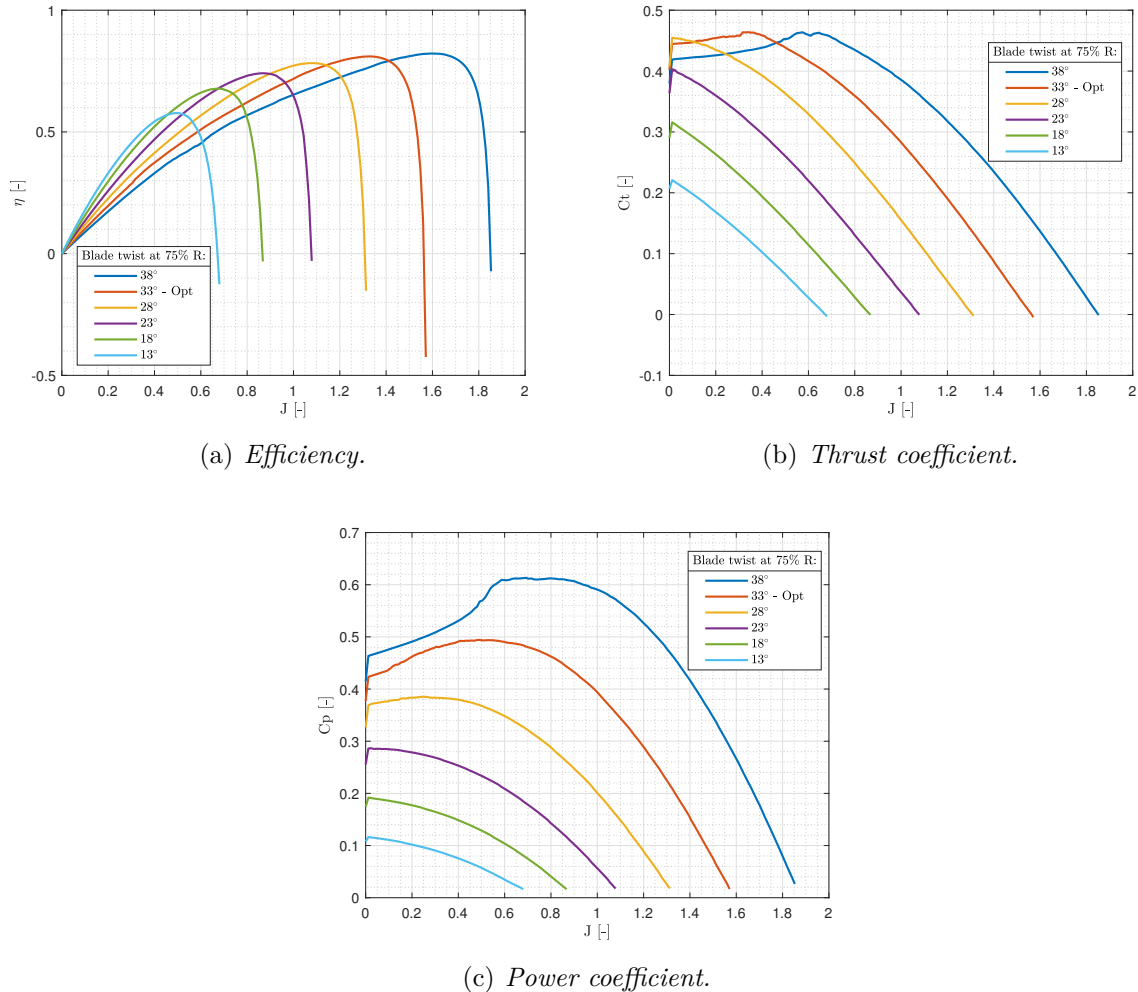 1
0.5
0
-0.5
η [-]
0 0.2 0.4 0.6 0.8 1 1.2 1.4 1.6 1.8 2
J [-]
Blade twist at 75% R:
38°
33° - Opt
28°
23°
18°
13°
(a) Efficiency.
0.5
0.4
0.3
0.2
0.1
0
-0.1
Ct [-]
0 0.2 0.4 0.6 0.8 1 1.2 1.4 1.6 1.8 2
J [-]
Blade twist at 75% R:
38°
33° - Opt
28°
23°
18°
13°
(b) Thrust coefficient.
0.7
0.6
0.5
0.4
0.3
0.2
0.1
0
Cp [-]
0 0.2 0.4 0.6 0.8 1 1.2 1.4 1.6 1.8 2
J [-]
Blade twist at 75% R:
38°
33° - Opt
28°
23°
18°
13°
(c) Power coefficient.